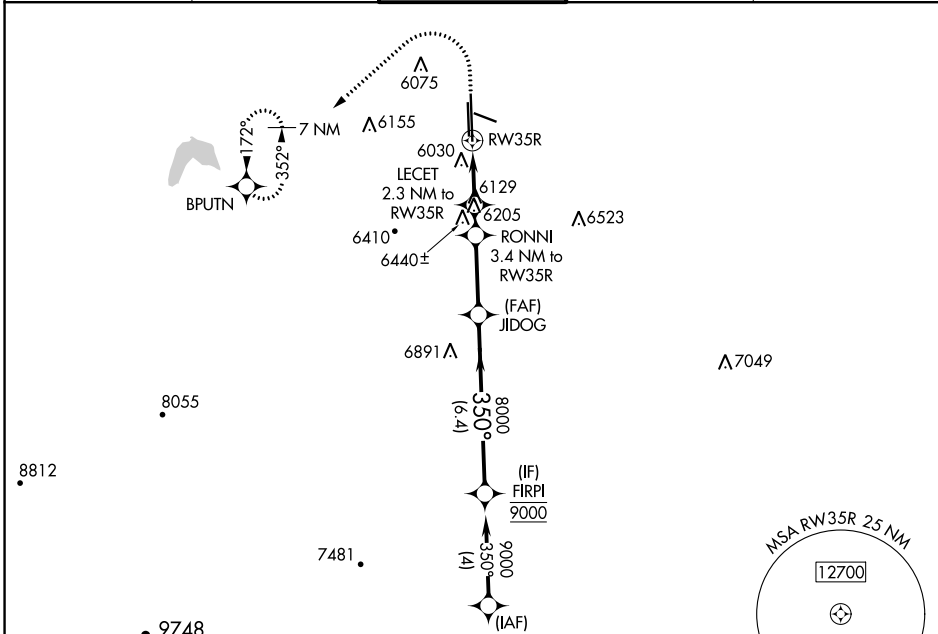 6075
7 NM
6155
172°
352°
RW35R
6030
BPUTN
LECET
2.3 NM to
RW35R
6129
6205
6523
6410
6440±
RONNI
3.4 NM to
RW35R
(FAF)
JIDOG
6891
7049
8055
8000
350°
(6.4)
8812
(IF)
FIRPI
9000
7481
9000
350°
(4)
(IAF)
9748
MSA RW35R 25 NM
12700